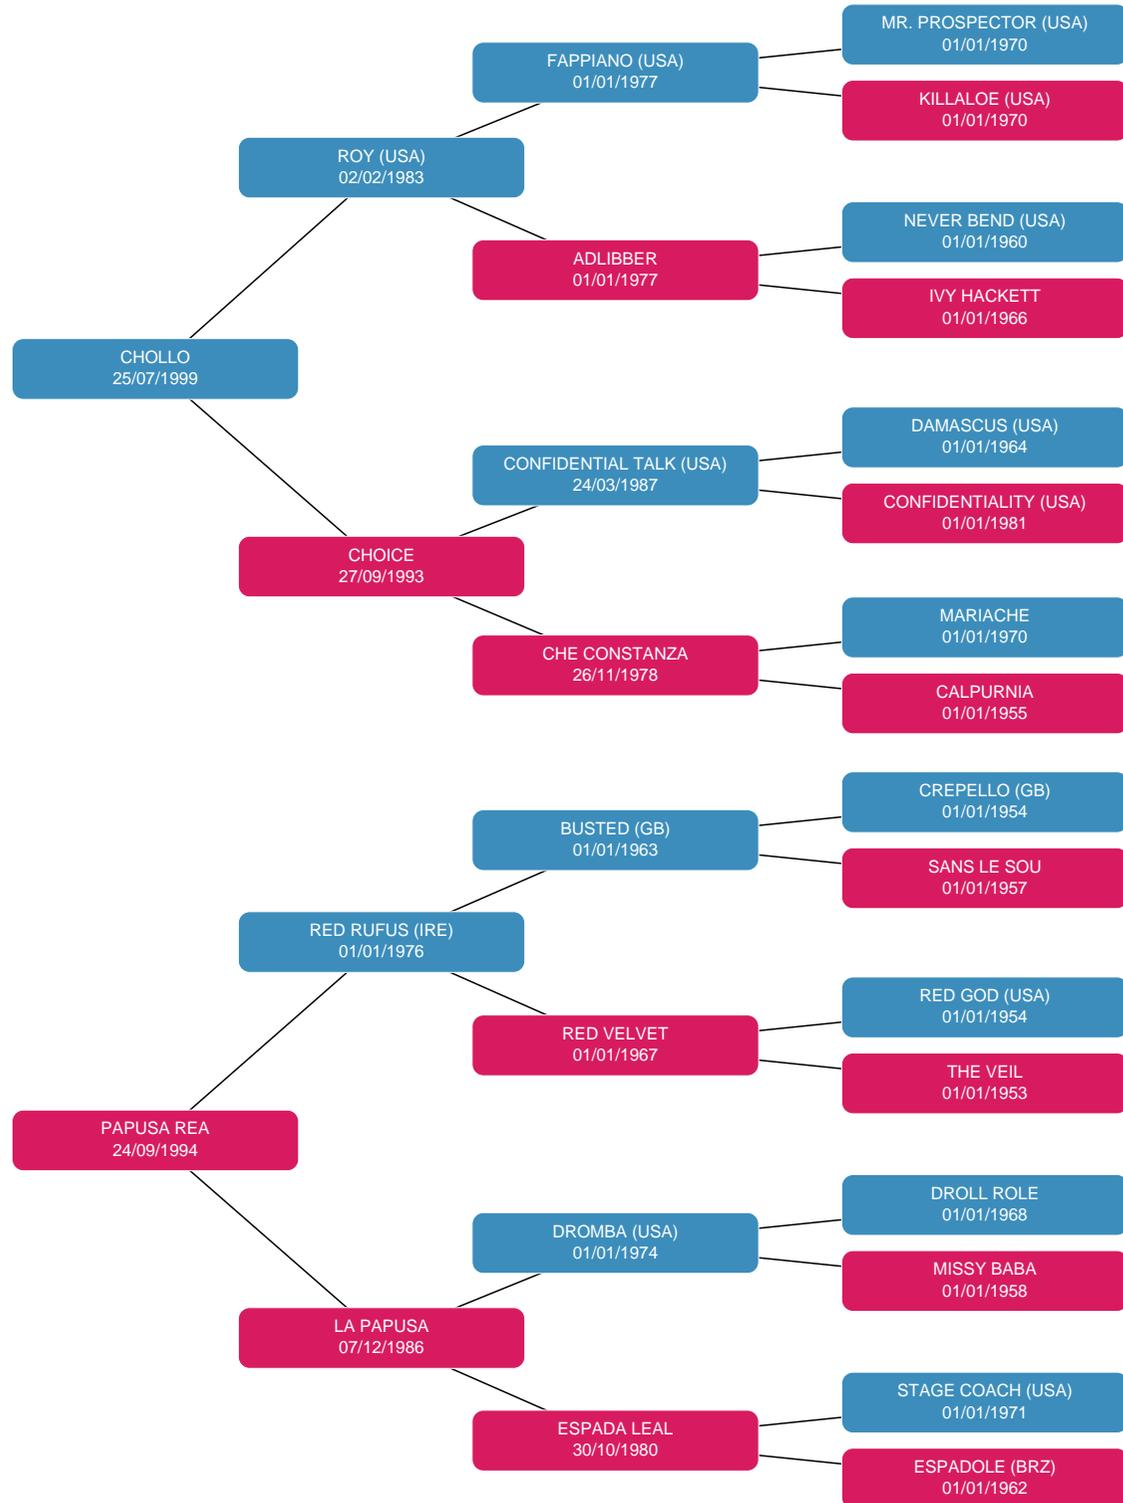 MR. PROSPECTOR (USA)
01/01/1970
FAPPIANO (USA)
01/01/1977
KILLALOE (USA)
01/01/1970
ROY (USA)
02/02/1983
NEVER BEND (USA)
01/01/1960
ADLIBBER
01/01/1977
IVY HACKETT
01/01/1966
CHOLLO
25/07/1999
DAMASCUS (USA)
01/01/1964
CONFIDENTIAL TALK (USA)
24/03/1987
CONFIDENTIALITY (USA)
01/01/1981
CHOICE
27/09/1993
MARIACHE
01/01/1970
CHE CONSTANZA
26/11/1978
CALPURNIA
01/01/1955
CREPELLO (GB)
01/01/1954
BUSTED (GB)
01/01/1963
SANS LE SOU
01/01/1957
RED RUFUS (IRE)
01/01/1976
RED GOD (USA)
01/01/1954
RED VELVET
01/01/1967
THE VEIL
01/01/1953
PAPUSA REA
24/09/1994
DROLL ROLE
01/01/1968
DROMBA (USA)
01/01/1974
MISSY BABA
01/01/1958
LA PAPUSA
07/12/1986
STAGE COACH (USA)
01/01/1971
ESPADA LEAL
30/10/1980
ESPADOLE (BRZ)
01/01/1962